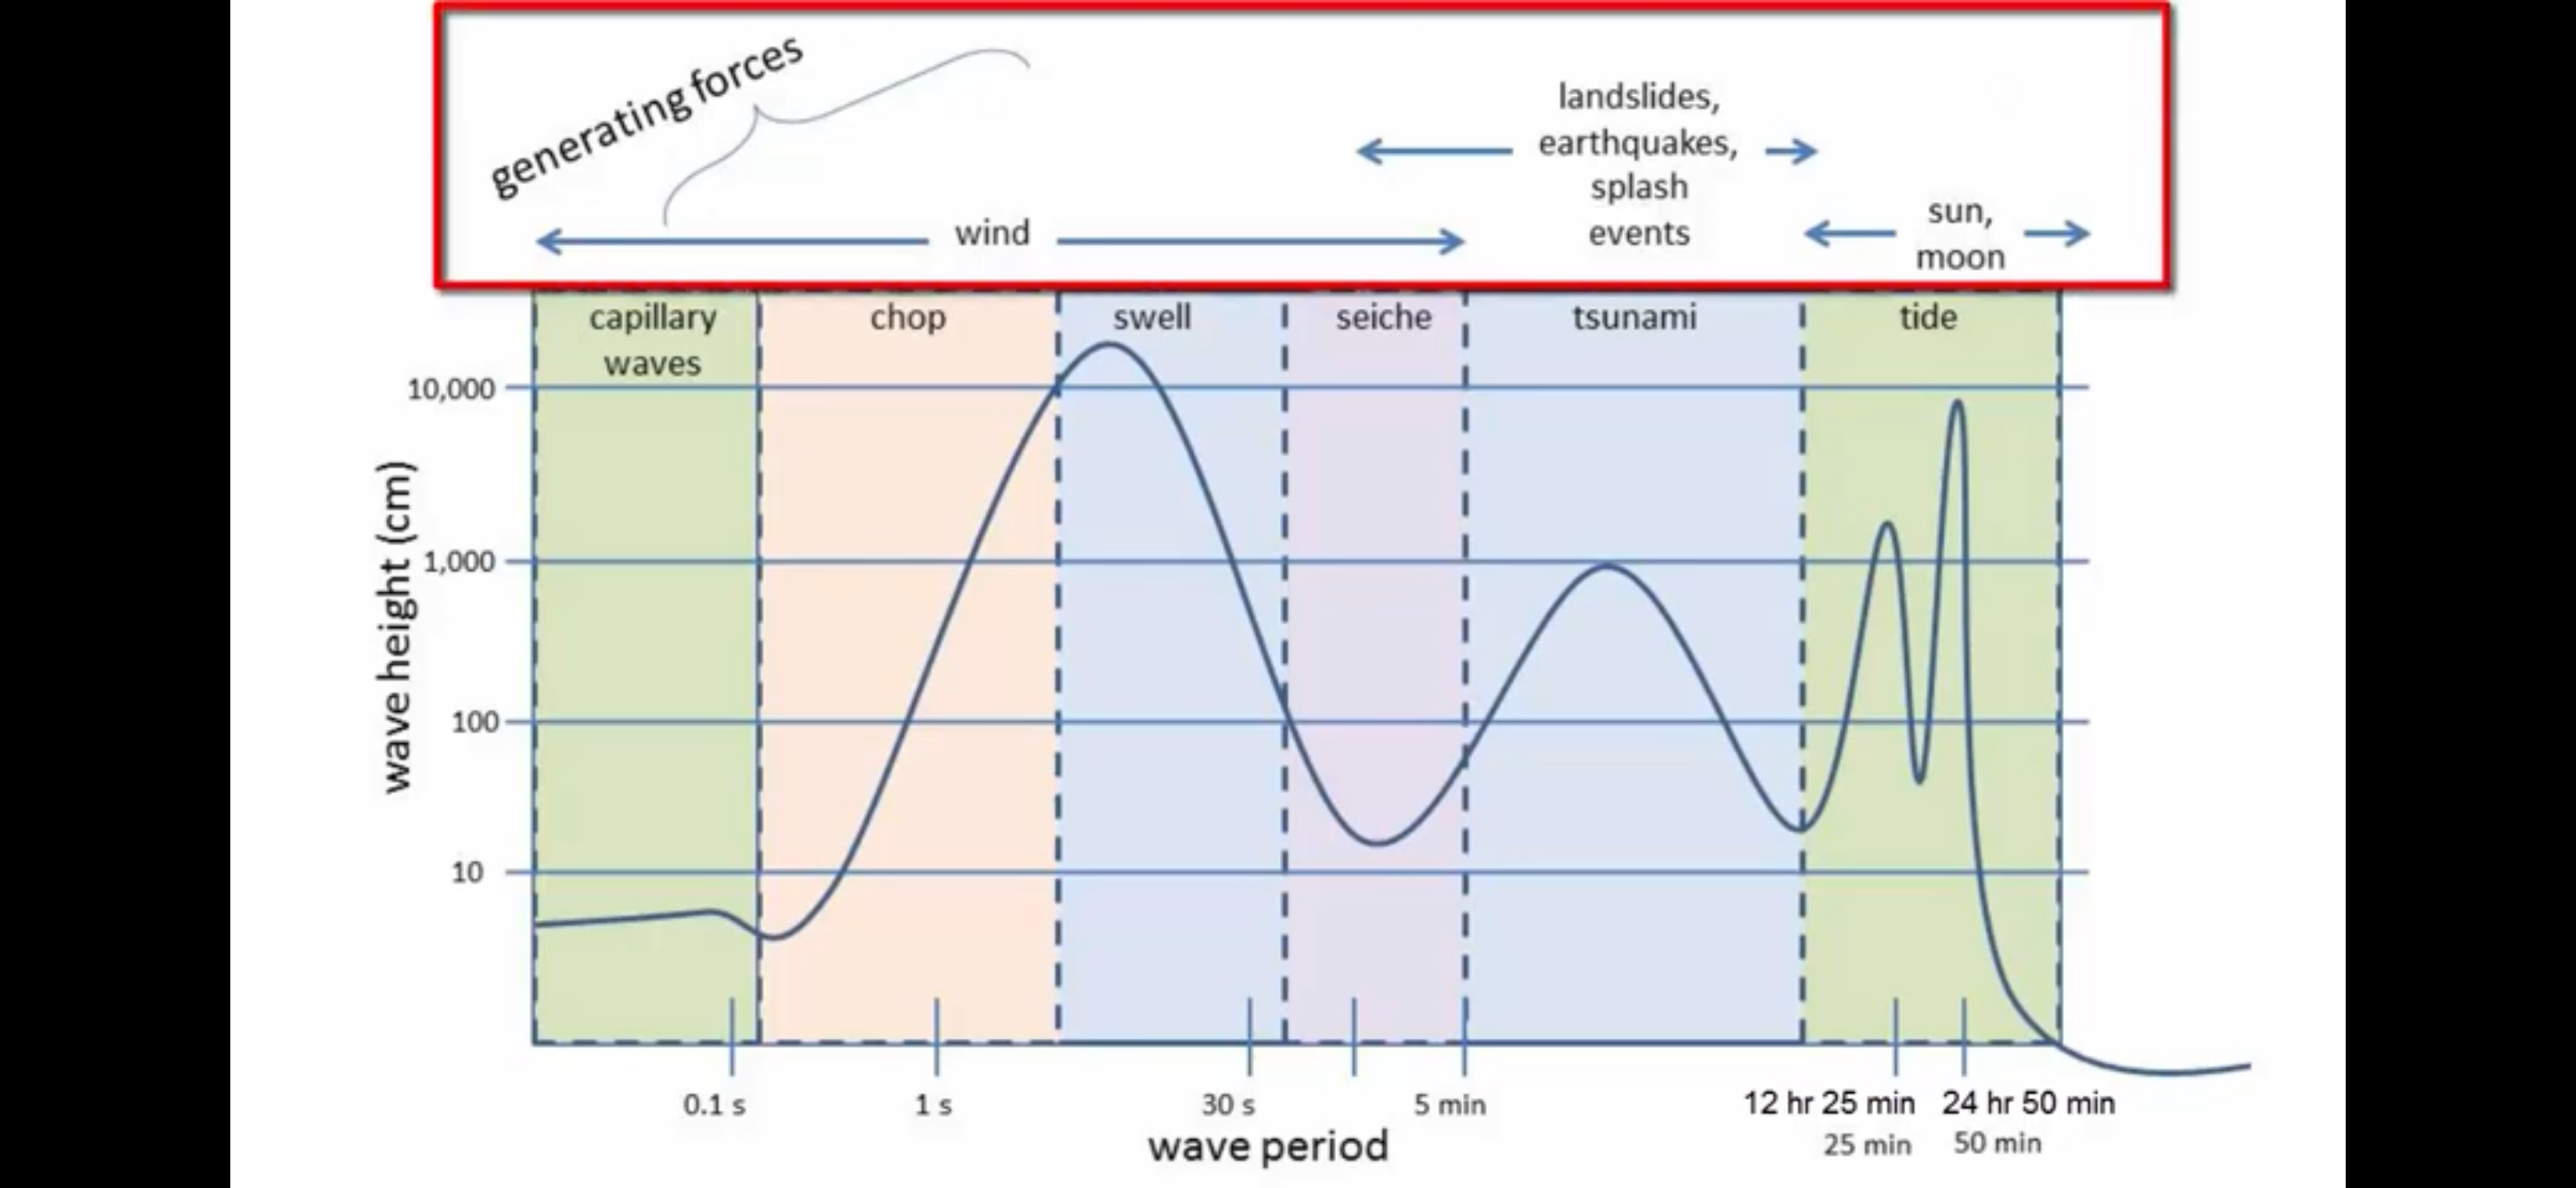 generating forces
landslides,
earthquakes,
splash
events
wind
sun,
moon
capillary
waves
chop
swell
seiche
tsunami
tide
wave height (cm)
10,000
1,000
100
10
0.1 s
1 s
30 s
5 min
12 hr 25 min
24 hr 50 min
25 min
50 min
wave period